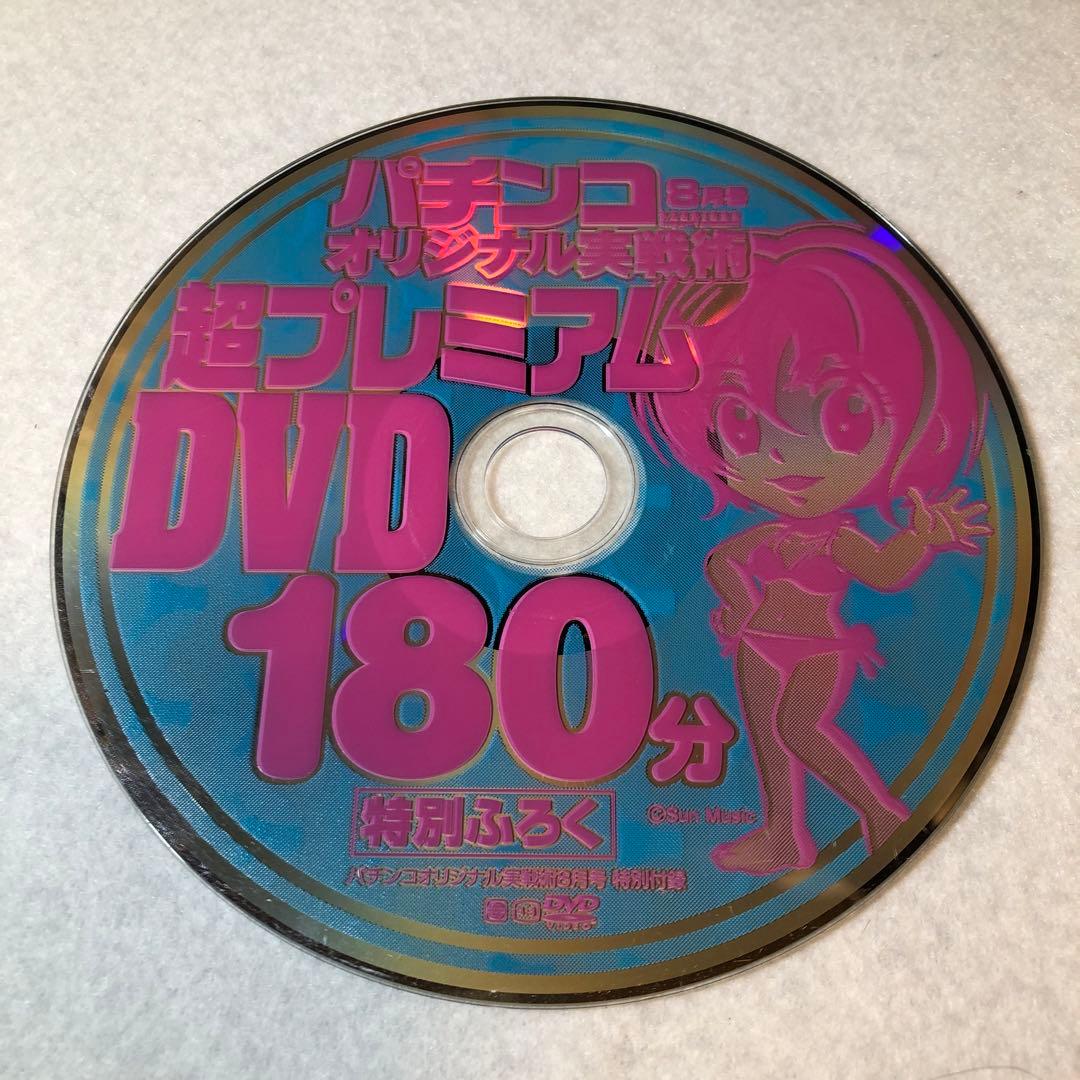 パチンコ 8月号
オリジナル実戦術
超プレミアム
DVD
180分
特別ふろく
©Sun Music
パチンコオリジナル実戦術8月号 特別付録
DVD
VIDEO